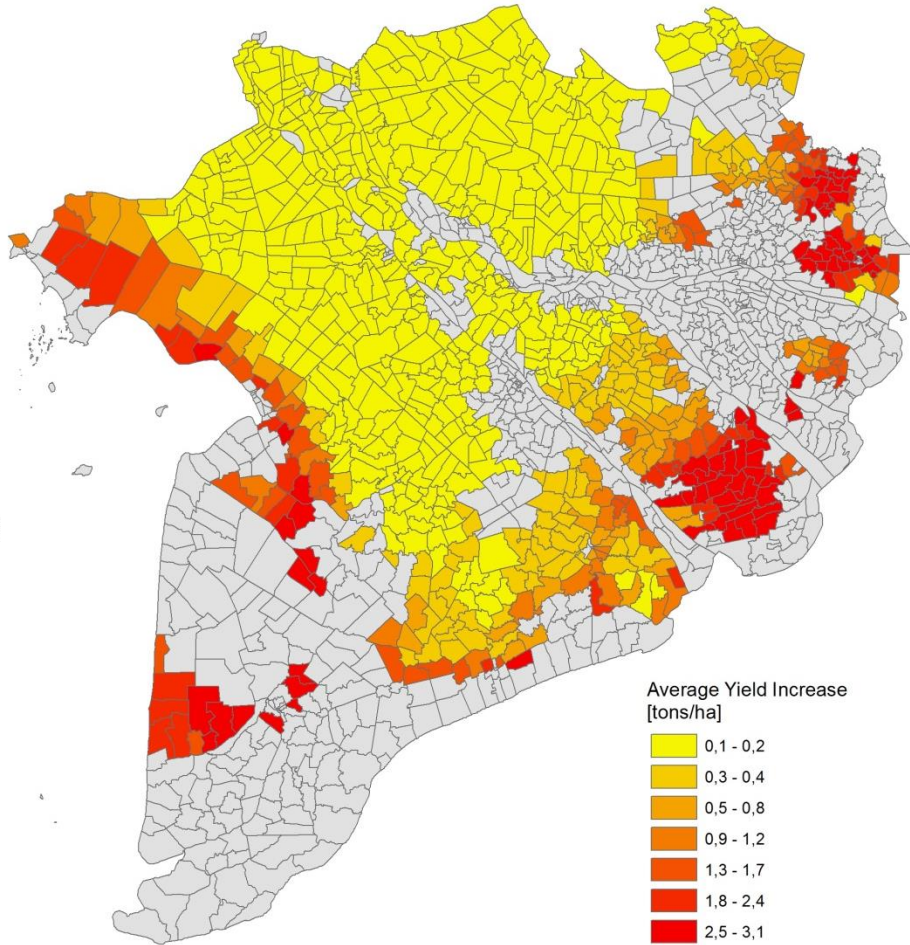 Average Yield Increase
[tons/ha]
0,1 - 0,2
0,3 - 0,4
0,5 - 0,8
0,9 - 1,2
1,3 - 1,7
1,8 - 2,4
2,5 - 3,1